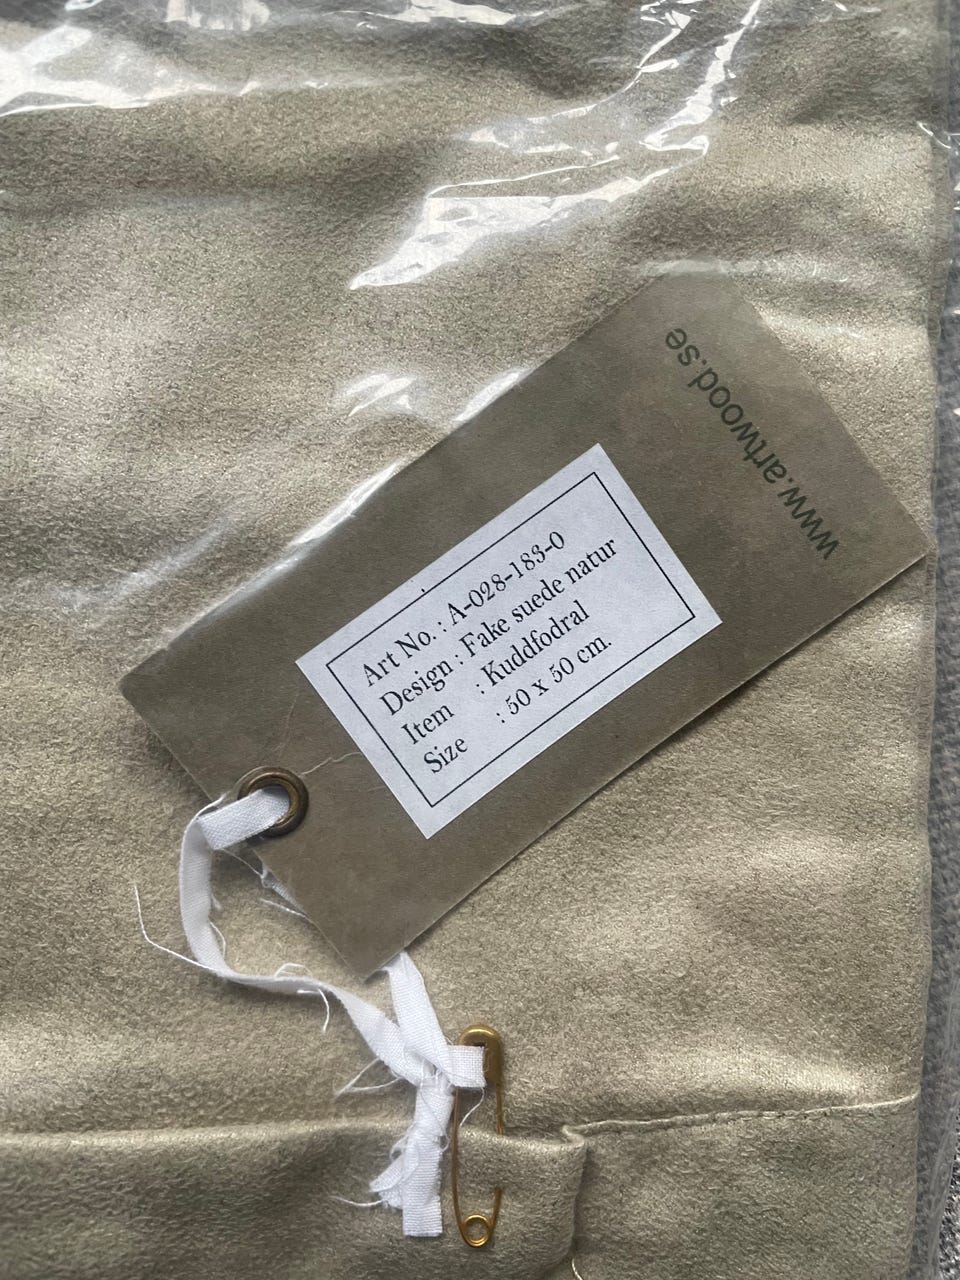 Art No. : A-028-183-0
Design : Fake suede natur
Item : Kuddfodral
Size : 50 x 50 cm.
www.artwood.se